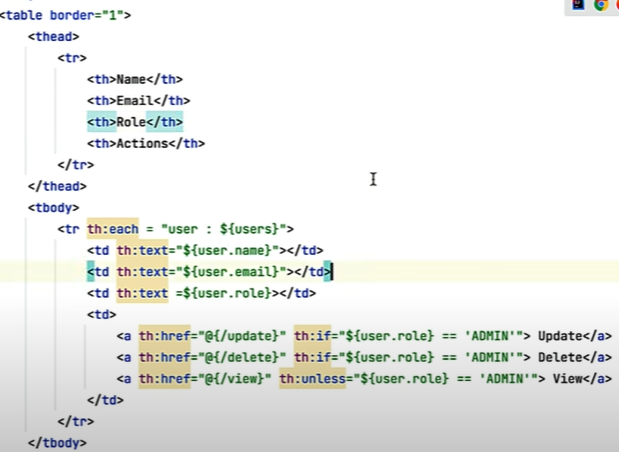 <table border="1">
<thead>
<tr>
<th>Name</th>
<th>Email</th>
<th>Role</th>
<th>Actions</th>
</tr>
</thead>
<tbody>
<tr th:each = "user : ${users}">
<td th:text="${user.name}"></td>
<td th:text="${user.email}"></td>
<td th:text =${user.role}></td>
<td>
<a th:href="@{/update}" th:if="${user.role} == 'ADMIN'"> Update</a>
<a th:href="@{/delete}" th:if="${user.role} == 'ADMIN'"> Delete</a>
<a th:href="@{/view}" th:unless="${user.role} == 'ADMIN'"> View</a>
</td>
</tr>
</tbody>